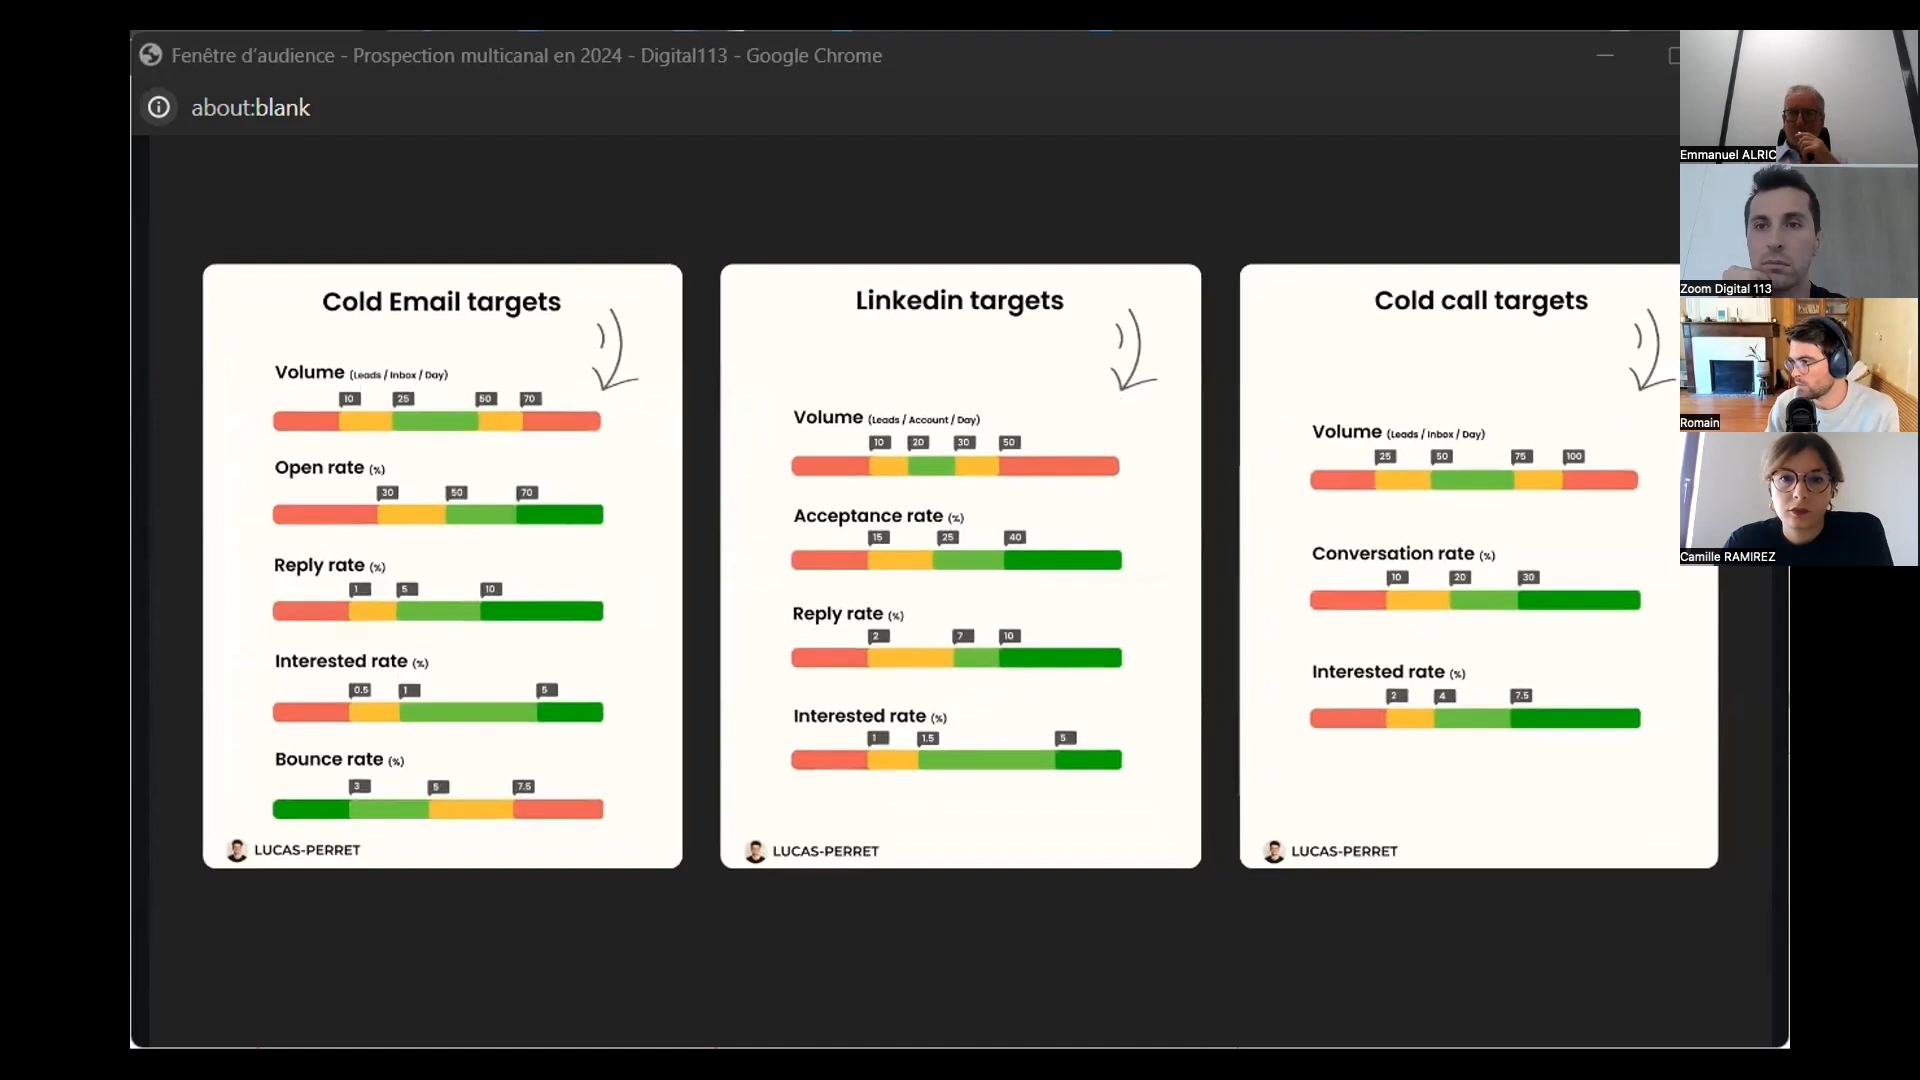 Fenêtre d'audience - Prospection multicanal en 2024 - Digital113 - Google Chrome
about:blank
Cold Email targets
Volume (Leads / Inbox / Day)
10 25 50 70
Open rate (%)
30 50 70
Reply rate (%)
1 5 10
Interested rate (%)
0.5 1 5
Bounce rate (%)
3 5 7.5
LUCAS-PERRET
Linkedin targets
Volume (Leads / Account / Day)
10 20 30 50
Acceptance rate (%)
15 25 40
Reply rate (%)
2 7 10
Interested rate (%)
1 1.5 5
LUCAS-PERRET
Cold call targets
Volume (Leads / Inbox / Day)
25 50 75 100
Conversation rate (%)
10 20 30
Interested rate (%)
2 4 7.5
LUCAS-PERRET
Emmanuel ALRIC
Zoom Digital 113
Romain
Camille RAMIREZ